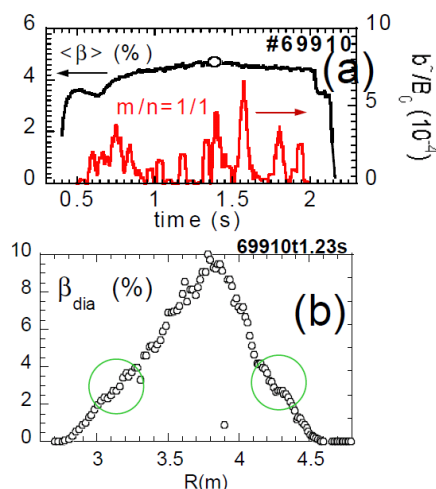 <β> (%)
#69910
(a)
m/n=1/1
6
4
2
0
10
5
0
b~/B0 (10-4)
0.5
1
1.5
2
time (s)
69910t1.23s
βdia (%)
(b)
10
8
6
4
2
0
3
3.5
4
4.5
R(m)